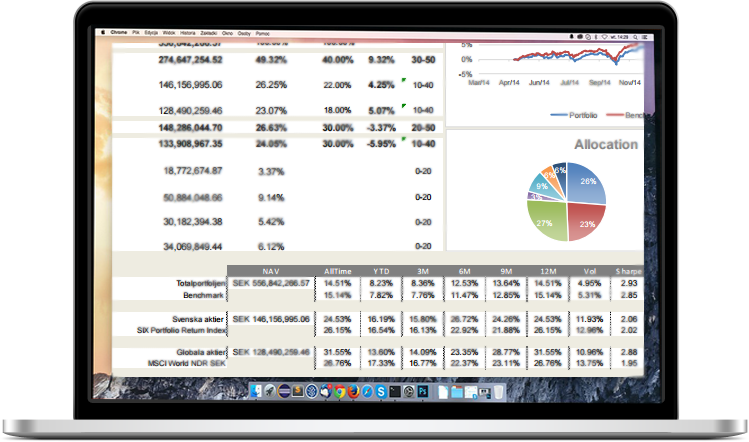 Chrome Plik Edycja Widok Historia Zakładki Okno Osoby Pomoc
274,647,254.52 49.32% 40.00% 9.32% 30-50
146,156,995.06 26.25% 22.00% 4.25% 10-40
128,490,259.46 23.07% 18.00% 5.07% 10-40
148,286,044.70 26.63% 30.00% -3.37% 20-50
133,908,967.35 24.05% 30.00% -5.95% 10-40
18,772,674.87 3.37% 0-20
50,884,048.66 9.14% 0-20
30,182,394.38 5.42% 0-20
34,069,849.44 6.12% 0-20
5%
0%
-5%
Mar/14 Apr/14 Jun/14 Jul/14 Sep/14 Nov/14
Portfolio Bench
Allocation
6%
26%
9%
27% 23%
NAV AllTime YTD 3M 6M 9M 12M Vol Sharpe
Totalportföljen SEK 556,842,266.57 14.51% 8.23% 8.36% 12.53% 13.64% 14.51% 4.95% 2.93
Benchmark 15.14% 7.82% 7.76% 11.47% 12.85% 15.14% 5.31% 2.85
Svenska aktier SEK 146,156,995.06 24.53% 16.19% 15.80% 26.72% 24.26% 24.53% 11.93% 2.06
SIX Portfolio Return Index 26.15% 16.54% 16.13% 22.92% 21.88% 26.15% 12.96% 2.02
Globala aktier SEK 128,490,259.46 31.55% 13.60% 14.09% 23.35% 28.77% 31.55% 10.96% 2.88
MSCI World NDR SEK 26.76% 17.33% 16.77% 22.37% 23.11% 26.76% 13.75% 1.95